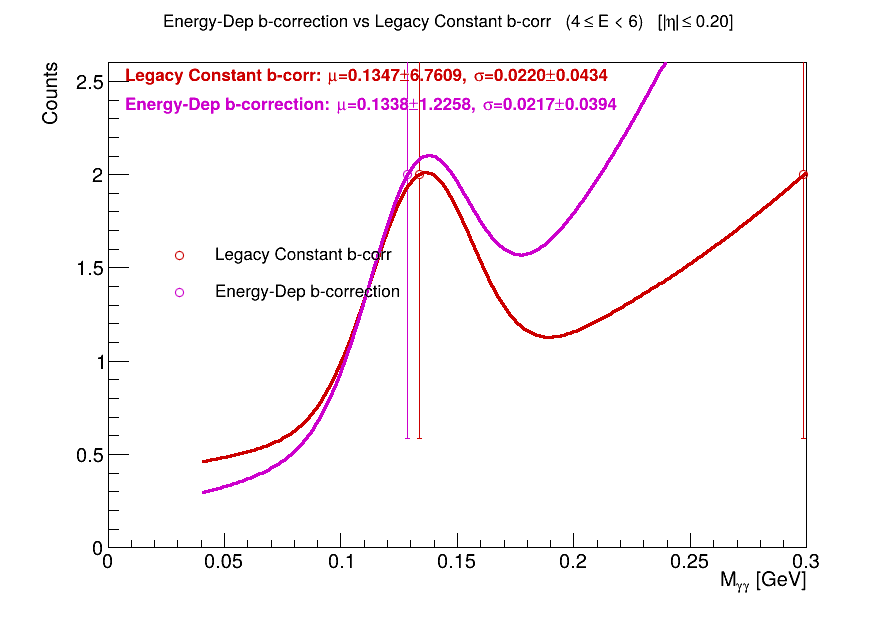 Energy-Dep b-correction vs Legacy Constant b-corr (4 ≤ E < 6) [|η| ≤ 0.20]
Counts
Legacy Constant b-corr: μ=0.1347±6.7609, σ=0.0220±0.0434
Energy-Dep b-correction: μ=0.1338±1.2258, σ=0.0217±0.0394
2.5
2
Legacy Constant b-corr
1.5
Energy-Dep b-correction
1
0.5
0
0 0.05 0.1 0.15 0.2 0.25 0.3
M_γγ [GeV]